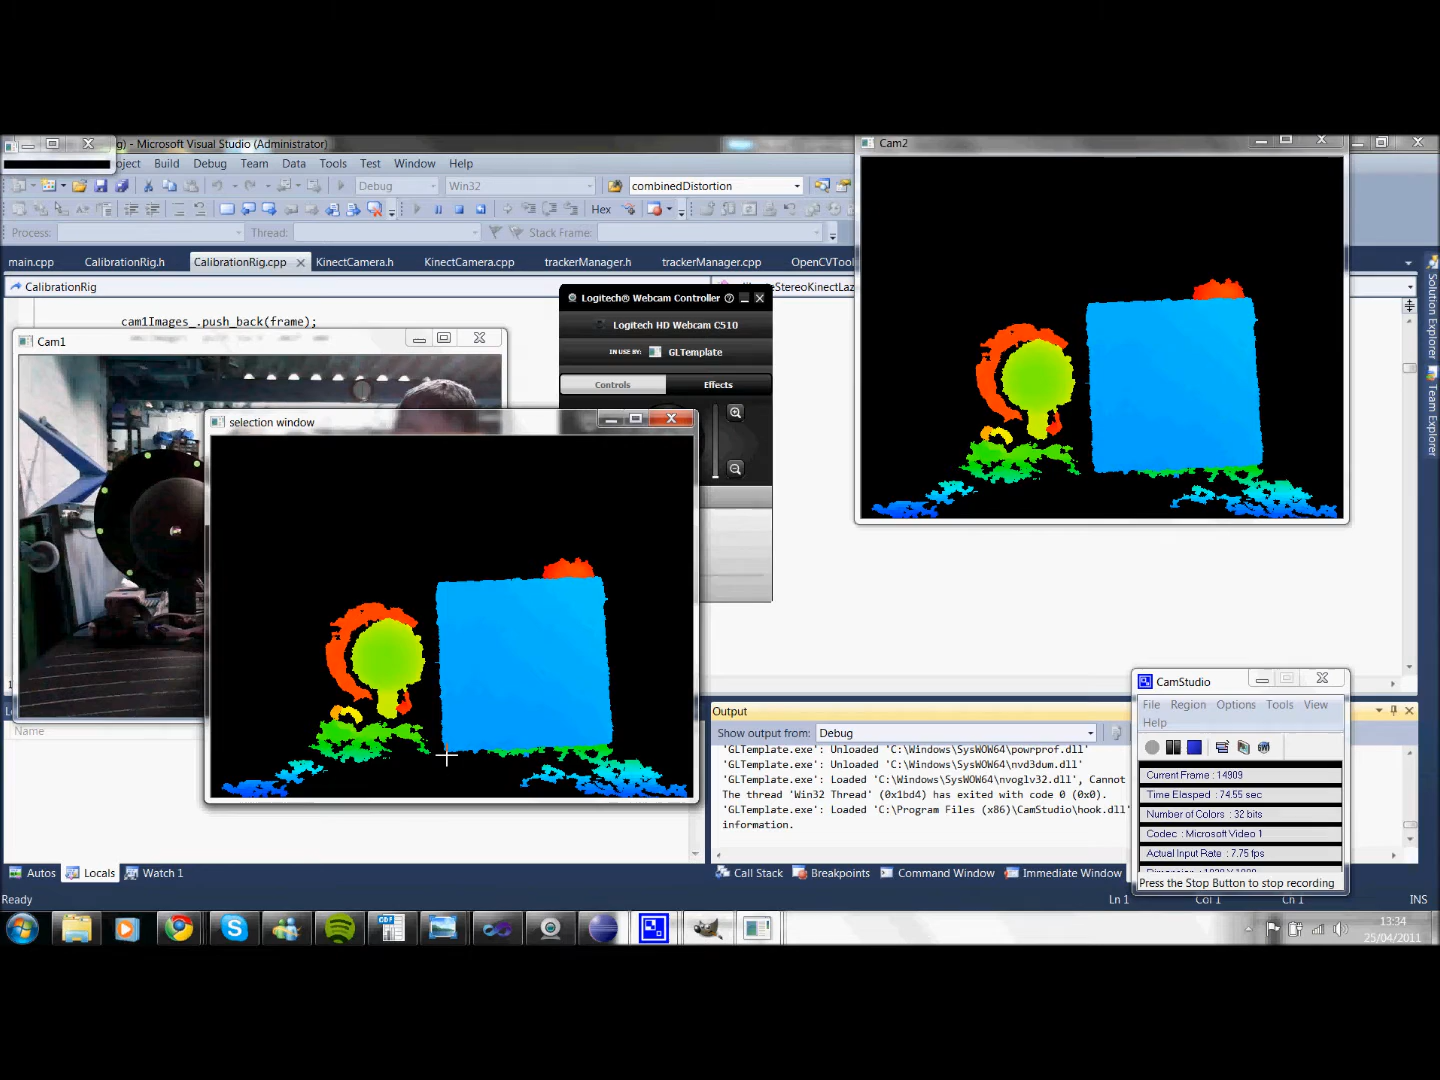 g) - Microsoft Visual Studio (Administrator)
oject Build Debug Team Data Tools Test Window Help
Debug Win32 combinedDistortion
Hex
Process: Thread: Stack Frame:
main.cpp CalibrationRig.h CalibrationRig.cpp KinectCamera.h KinectCamera.cpp trackerManager.h trackerManager.cpp OpenCVTool
CalibrationRig
eStereoKinectLaz
cam1Images_.push_back(frame);
Cam1
selection window
Logitech® Webcam Controller
Logitech HD Webcam C510
IN USE BY: GLTemplate
Controls Effects
Cam2
Solution Explorer
Team Explorer
Name
Output
Show output from: Debug
'GLTemplate.exe': Unloaded 'C:\Windows\SysWOW64\powrprof.dll'
'GLTemplate.exe': Unloaded 'C:\Windows\SysWOW64\nvd3dum.dll'
'GLTemplate.exe': Loaded 'C:\Windows\SysWOW64\nvoglv32.dll', Cannot
The thread 'Win32 Thread' (0x1bd4) has exited with code 0 (0x0).
'GLTemplate.exe': Loaded 'C:\Program Files (x86)\CamStudio\hook.dll'
information.
CamStudio
File Region Options Tools View
Help
Current Frame : 14909
Time Elasped : 74.55 sec
Number of Colors : 32 bits
Codec : Microsoft Video 1
Actual Input Rate : 7.75 fps
Press the Stop Button to stop recording
Autos Locals Watch 1
Call Stack Breakpoints Command Window Immediate Window
Ready
Ln 1 Col 1 Ch 1 INS
13:34
25/04/2011